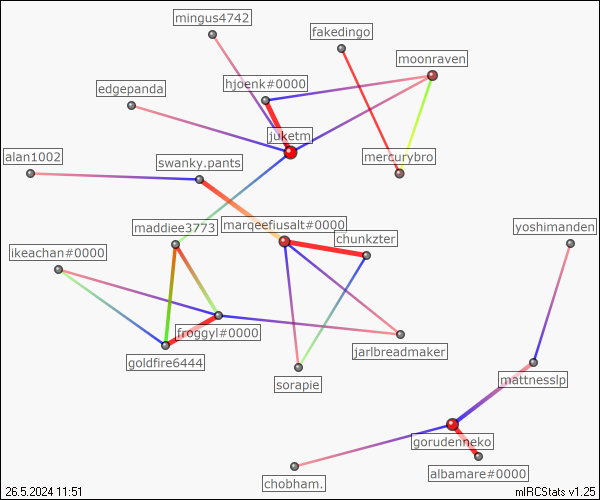 mingus4742
fakedingo
moonraven
hjoenk#0000
edgepanda
juketm
alan1002
swanky.pants
mercurybro
maddiee3773
marqeefiusalt#0000
yoshimanden
chunkzter
ikeachan#0000
froggyl#0000
goldfire6444
jarlbreadmaker
sorapie
mattnesslp
gorudenneko
chobham.
albamare#0000
26.5.2024 11:51
mIRCStats v1.25